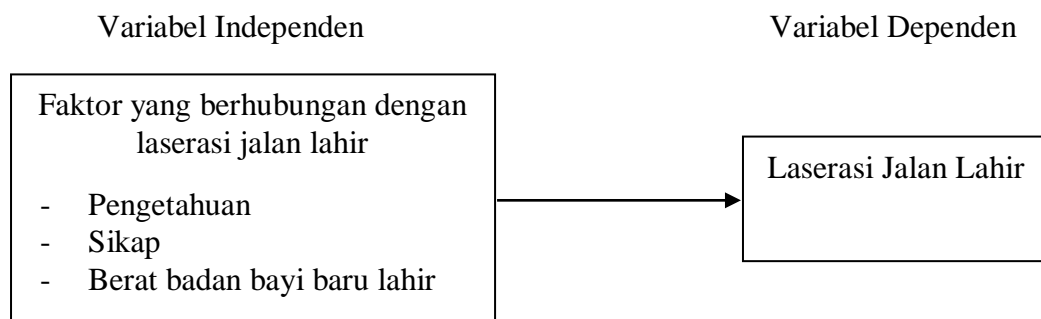 Variabel Independen
Variabel Dependen
Faktor yang berhubungan dengan
laserasi jalan lahir
- Pengetahuan
- Sikap
- Berat badan bayi baru lahir
Laserasi Jalan Lahir